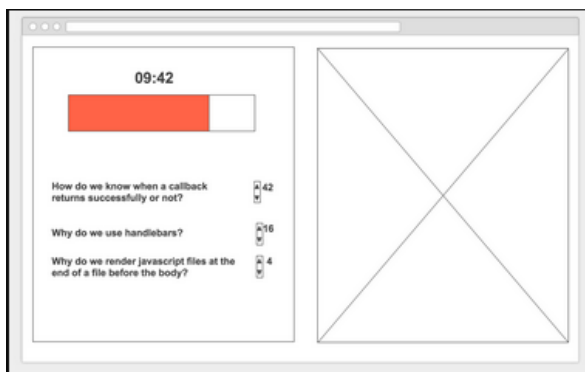 09:42
How do we know when a callback
returns successfully or not?
42
Why do we use handlebars?
16
Why do we render javascript files at the
end of a file before the body?
4